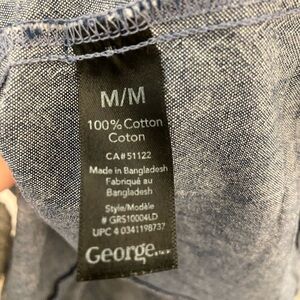 M/M
100% Cotton
Coton
CA# 51122
Made in Bangladesh
Fabriqué au
Bangladesh
Style/Modèle
# GRS10004LD
UPC 4 0341198737
George.